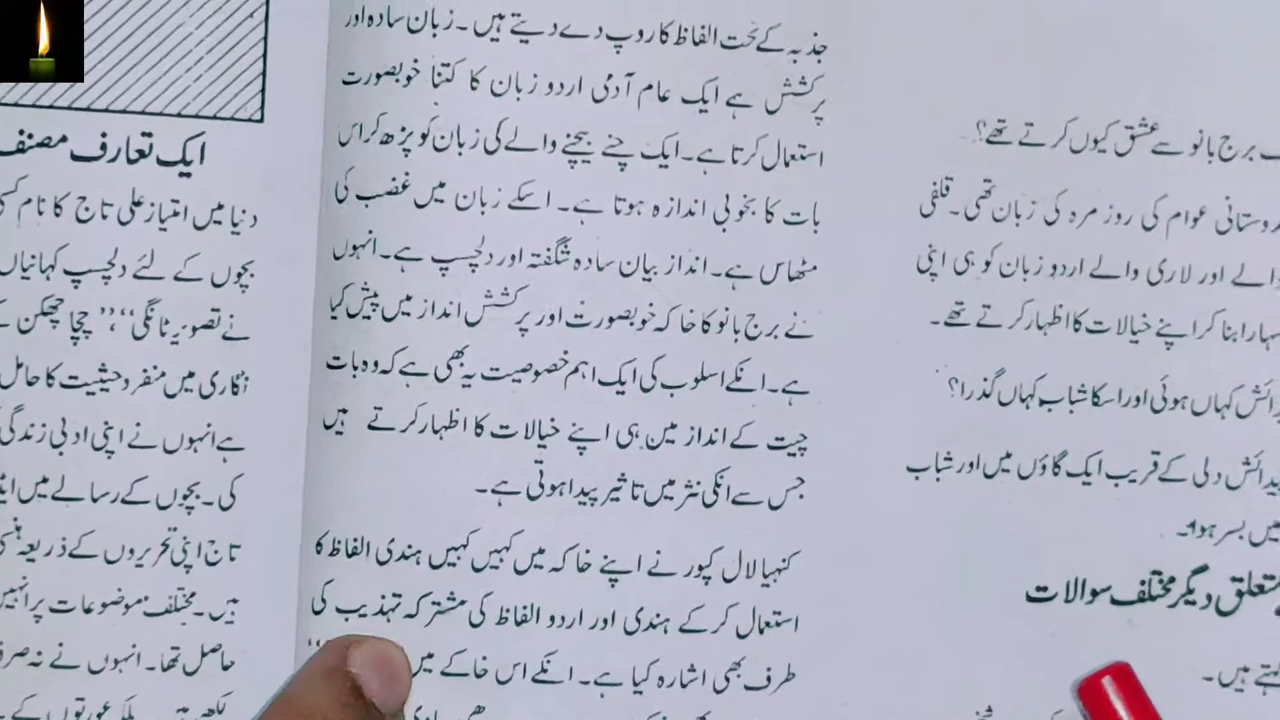 برج بانو سے عشق کیوں کرتے تھے؟
عوام کی روز مرہ کی زبان تھی۔ قلفی
والے اور لاری والے اردو زبان کو ہی اپنی
کر اپنے خیالات کا اظہار کرتے تھے۔
کہاں ہوئی اور اسکا شباب کہاں گذرا؟
دلی کے قریب ایک گاؤں میں اور شباب
میں بسر ہوا۔
متعلق دیگر مختلف سوالات
ہیں۔
جذبہ کے تحت الفاظ کا روپ دے دیتے ہیں۔ زبان سادہ اور
پرکشش ہے ایک عام آدمی اردو زبان کا کتنا خوبصورت
استعمال کرتا ہے۔ ایک چنے بیچنے والے کی زبان کو پڑھ کر اس
بات کا بخوبی اندازہ ہوتا ہے۔ اسکے زبان میں غضب کی
مٹھاس ہے۔ انداز بیان سادہ شگفتہ اور دلچسپ ہے۔ انہوں
نے برج بانو کا خاکہ خوبصورت اور پرکشش انداز میں پیش کیا
ہے۔ انکے اسلوب کی ایک اہم خصوصیت یہ بھی ہے کہ وہ بات
چیت کے انداز مین ہی اپنے خیالات کا اظہار کرتے ہیں
جس سے انکی نثر میں تاثیر پیدا ہوتی ہے۔
کنہیا لال کپور نے اپنے خاکہ میں کہیں کہیں ہندی الفاظ کا
استعمال کرکے ہندی اور اردو الفاظ کی مشترکہ تہذیب کی
طرف بھی اشارہ کیا ہے۔ انکے اس خاکے میں
ایک تعارف مصنف
دنیا میں امتیاز علی تاج کا نام
بچوں کے لئے دلچسپ کہانیاں
نے تصویر ٹانگی“،” چچا چھکن
نگاری میں منفرد حیثیت کا حامل
ہے انہوں نے اپنی ادبی زندگی
کی۔ بچوں کے رسالے میں
تاج اپنی تحریروں کے ذریعہ
ہیں۔ مختلف موضوعات پر انہیں
حاصل تھا۔ انہوں نے نہ صرف